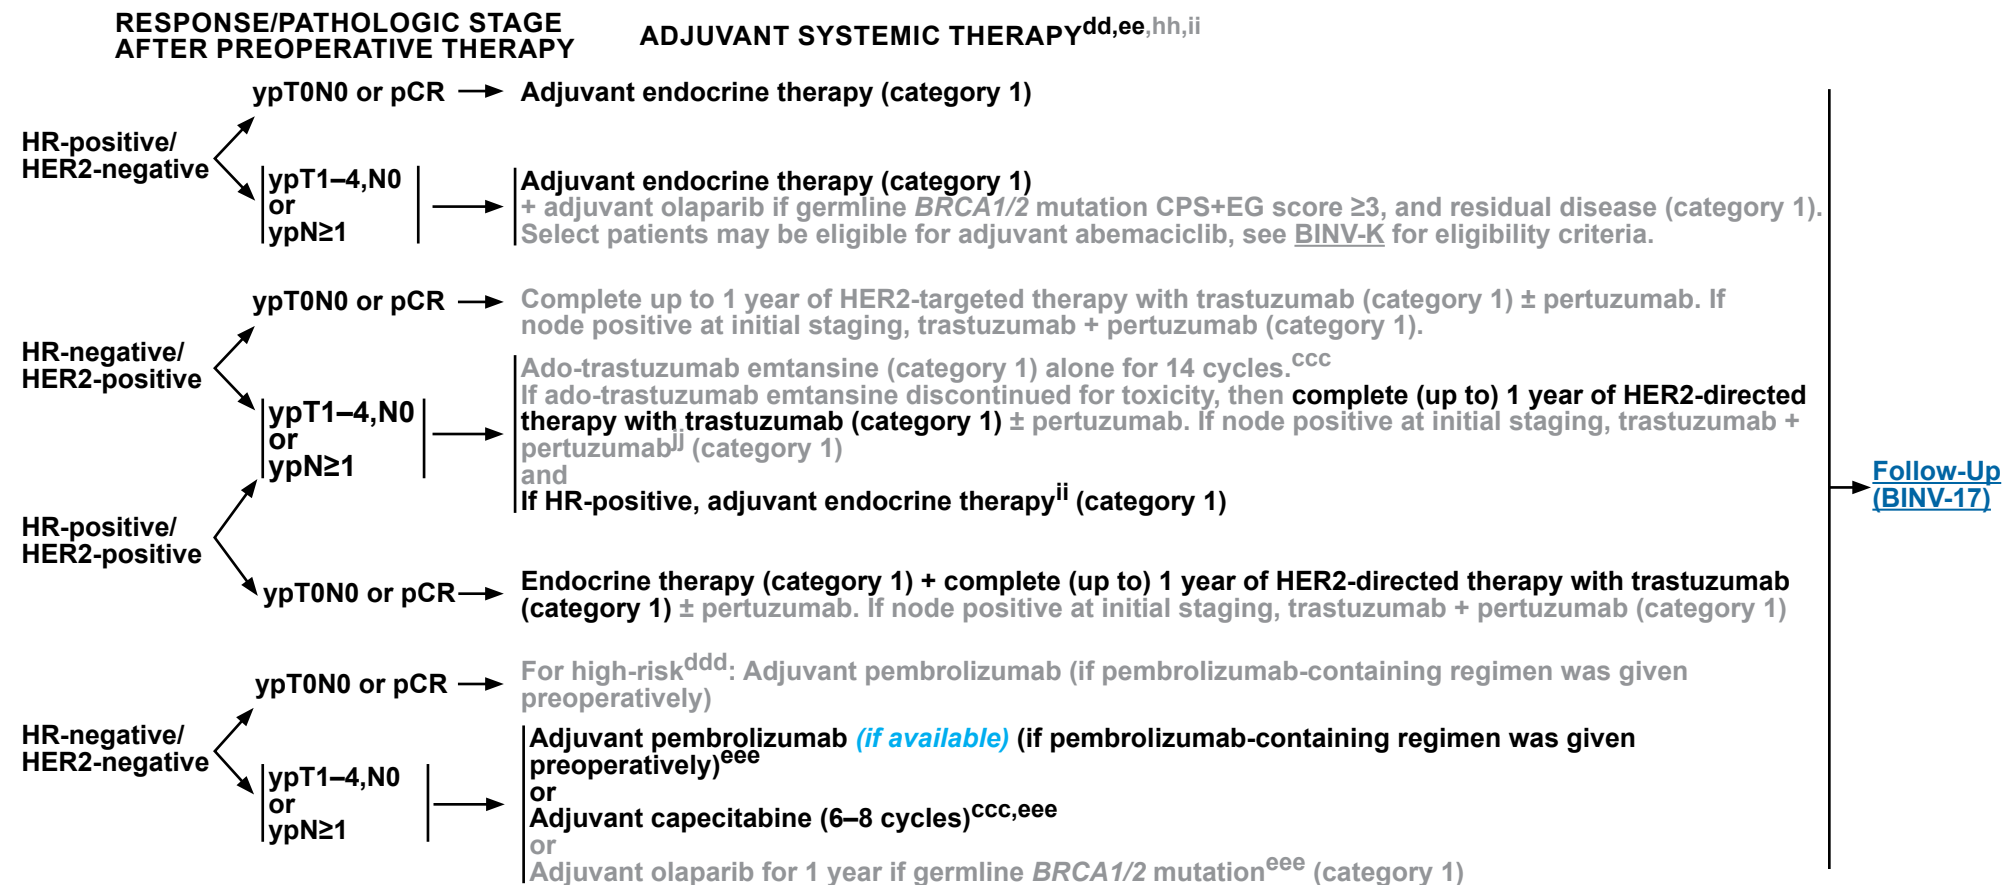 RESPONSE/PATHOLOGIC STAGE
AFTER PREOPERATIVE THERAPY
ADJUVANT SYSTEMIC THERAPYdd,ee,hh,ii
HR-positive/
HER2-negative
ypT0N0 or pCR
Adjuvant endocrine therapy (category 1)
ypT1–4,N0
or
ypN≥1
Adjuvant endocrine therapy (category 1)
+ adjuvant olaparib if germline BRCA1/2 mutation CPS+EG score ≥3, and residual disease (category 1).
Select patients may be eligible for adjuvant abemaciclib, see BINV-K for eligibility criteria.
HR-negative/
HER2-positive
ypT0N0 or pCR
Complete up to 1 year of HER2-targeted therapy with trastuzumab (category 1) ± pertuzumab. If
node positive at initial staging, trastuzumab + pertuzumab (category 1).
ypT1–4,N0
or
ypN≥1
Ado-trastuzumab emtansine (category 1) alone for 14 cycles.ccc
If ado-trastuzumab emtansine discontinued for toxicity, then complete (up to) 1 year of HER2-directed
therapy with trastuzumab (category 1) ± pertuzumab. If node positive at initial staging, trastuzumab +
pertuzumabjj (category 1)
and
If HR-positive, adjuvant endocrine therapyii (category 1)
HR-positive/
HER2-positive
ypT0N0 or pCR
Endocrine therapy (category 1) + complete (up to) 1 year of HER2-directed therapy with trastuzumab
(category 1) ± pertuzumab. If node positive at initial staging, trastuzumab + pertuzumab (category 1)
HR-negative/
HER2-negative
ypT0N0 or pCR
For high-riskddd: Adjuvant pembrolizumab (if pembrolizumab-containing regimen was given
preoperatively)
ypT1–4,N0
or
ypN≥1
Adjuvant pembrolizumab (if available) (if pembrolizumab-containing regimen was given
preoperatively)eee
or
Adjuvant capecitabine (6–8 cycles)ccc,eee
or
Adjuvant olaparib for 1 year if germline BRCA1/2 mutationeee (category 1)
Follow-Up
(BINV-17)